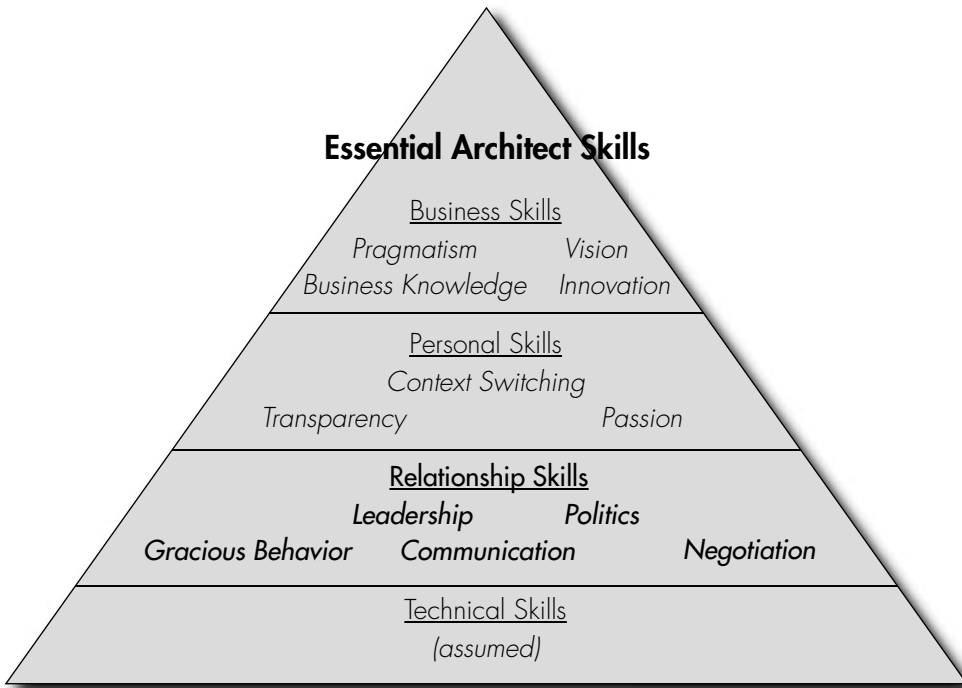 Essential Architect Skills
Business Skills
Pragmatism Vision
Business Knowledge Innovation
Personal Skills
Context Switching
Transparency Passion
Relationship Skills
Leadership Politics
Gracious Behavior Communication Negotiation
Technical Skills
(assumed)